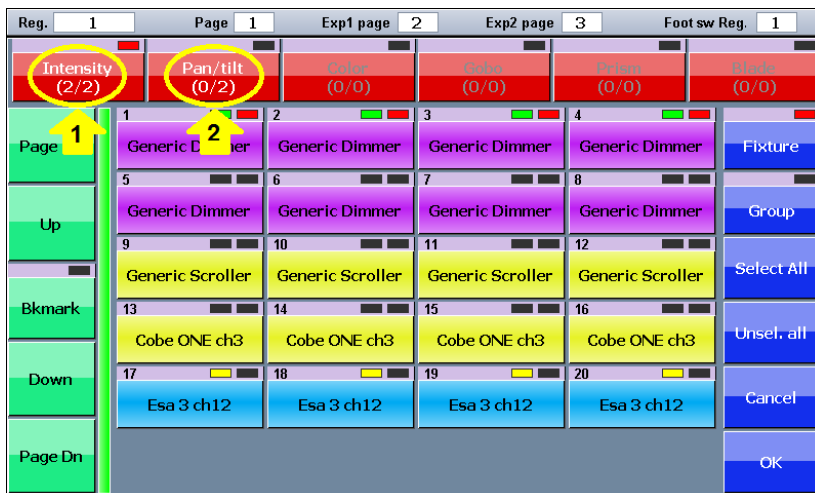 Reg. 1 Page 1 Exp1 page 2 Exp2 page 3 Foot sw Reg. 1
Intensity Pan/tilt Color Gobo Prism Blade
(2/2) (0/2) (0/0) (0/0) (0/0) (0/0)
1 2
Page
1 2 3 4
Generic Dimmer Generic Dimmer Generic Dimmer Generic Dimmer
Fixture
Up
5 6 7 8
Generic Dimmer Generic Dimmer Generic Dimmer Generic Dimmer
Group
9 10 11 12
Generic Scroller Generic Scroller Generic Scroller Generic Scroller
Select All
Bkmark
13 14 15 16
Cobe ONE ch3 Cobe ONE ch3 Cobe ONE ch3 Cobe ONE ch3
Unsel. all
Down
17 18 19 20
Esa 3 ch12 Esa 3 ch12 Esa 3 ch12 Esa 3 ch12
Cancel
Page Dn
OK